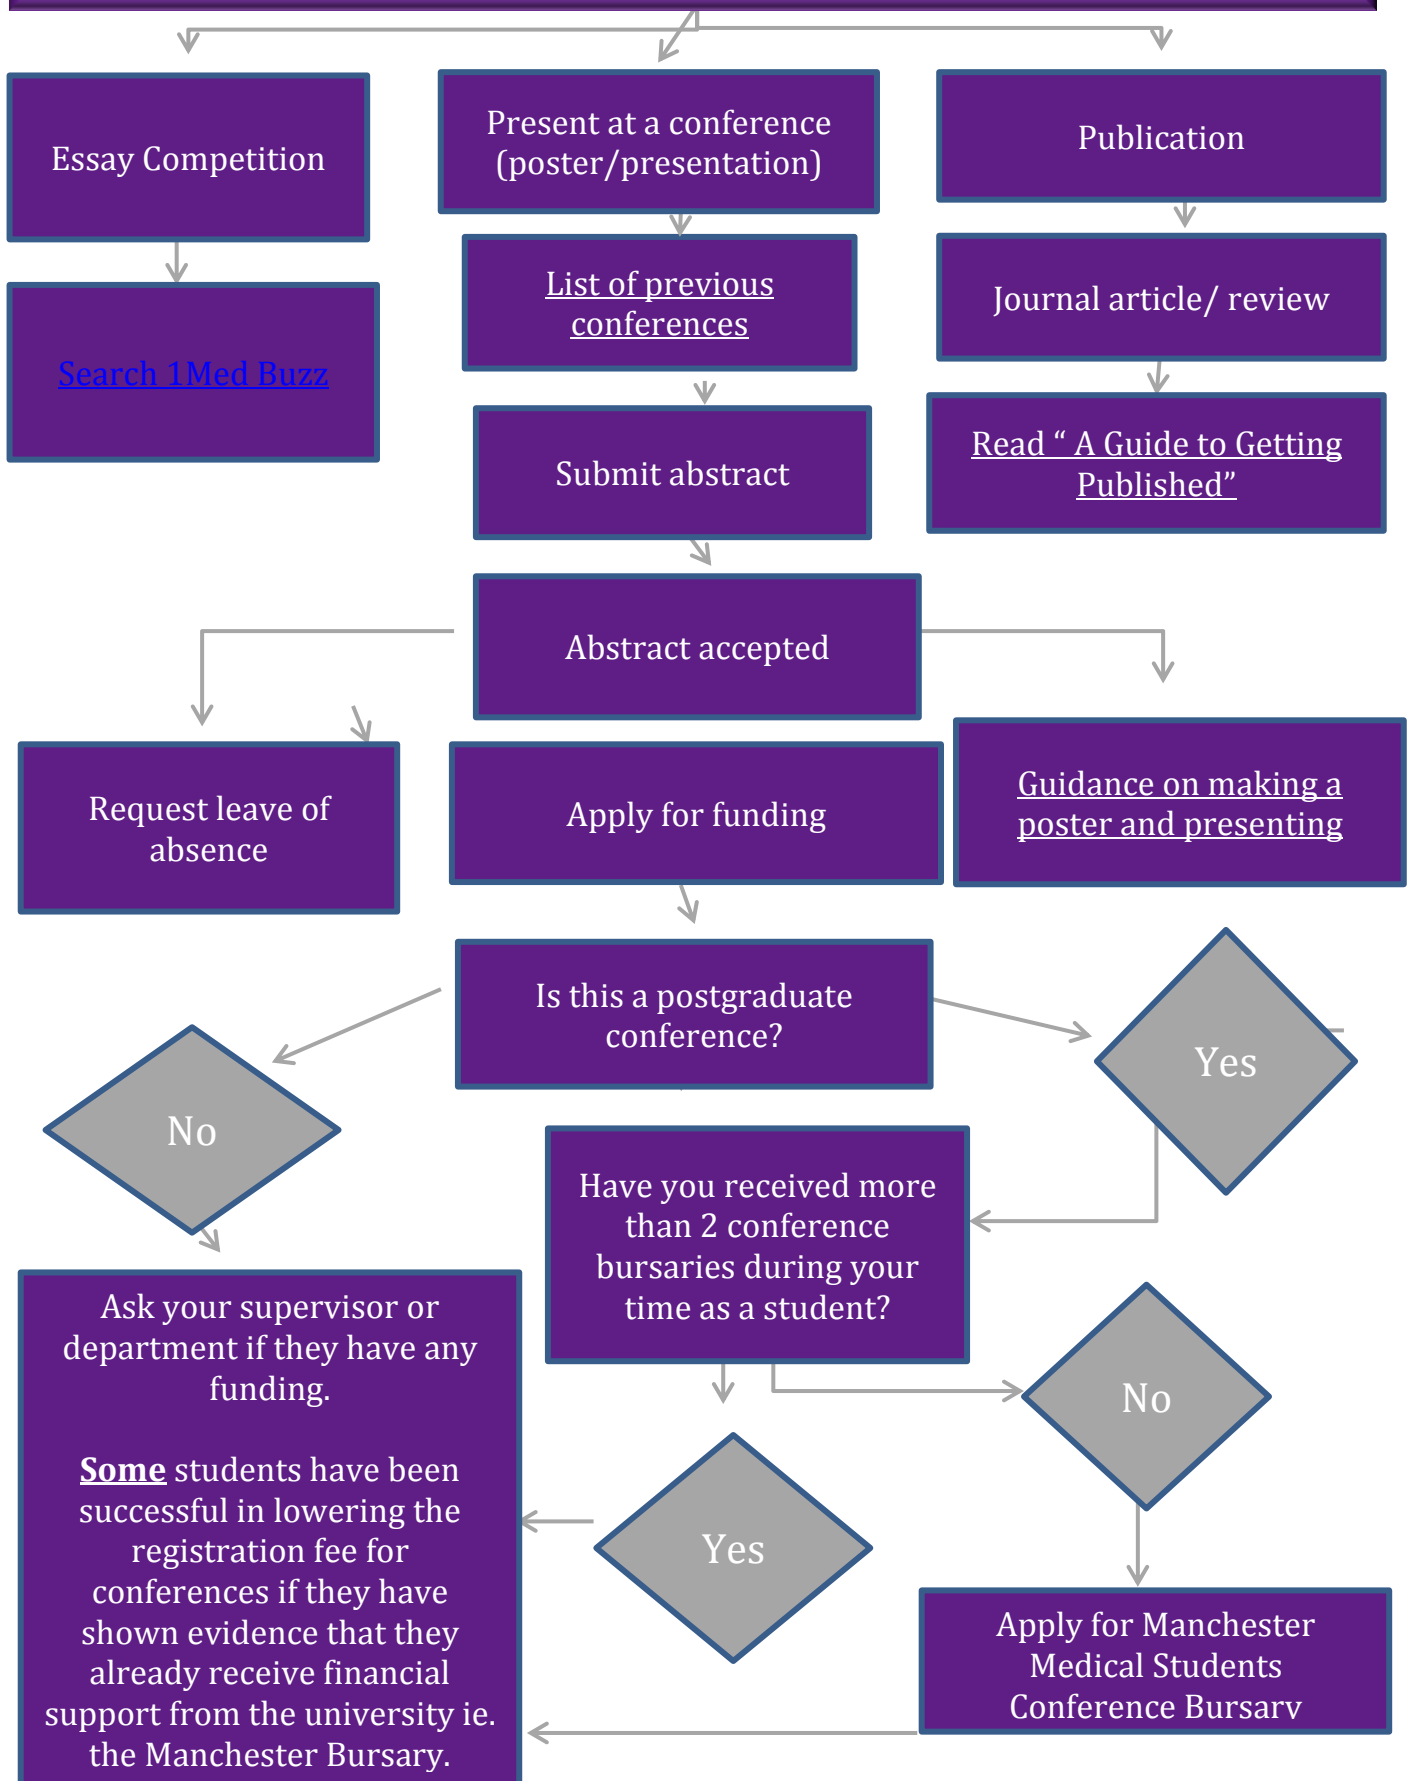 Essay Competition
Present at a conference
(poster/presentation)
Publication
Search 1Med Buzz
List of previous
conferences
Journal article/ review
Submit abstract
Read “ A Guide to Getting
Published”
Abstract accepted
Request leave of
absence
Apply for funding
Guidance on making a
poster and presenting
Is this a postgraduate
conference?
Yes
No
Have you received more
than 2 conference
bursaries during your
time as a student?
Ask your supervisor or
department if they have any
funding.
Some students have been
successful in lowering the
registration fee for
conferences if they have
shown evidence that they
already receive financial
support from the university ie.
the Manchester Bursary.
No
Yes
Apply for Manchester
Medical Students
Conference Bursary